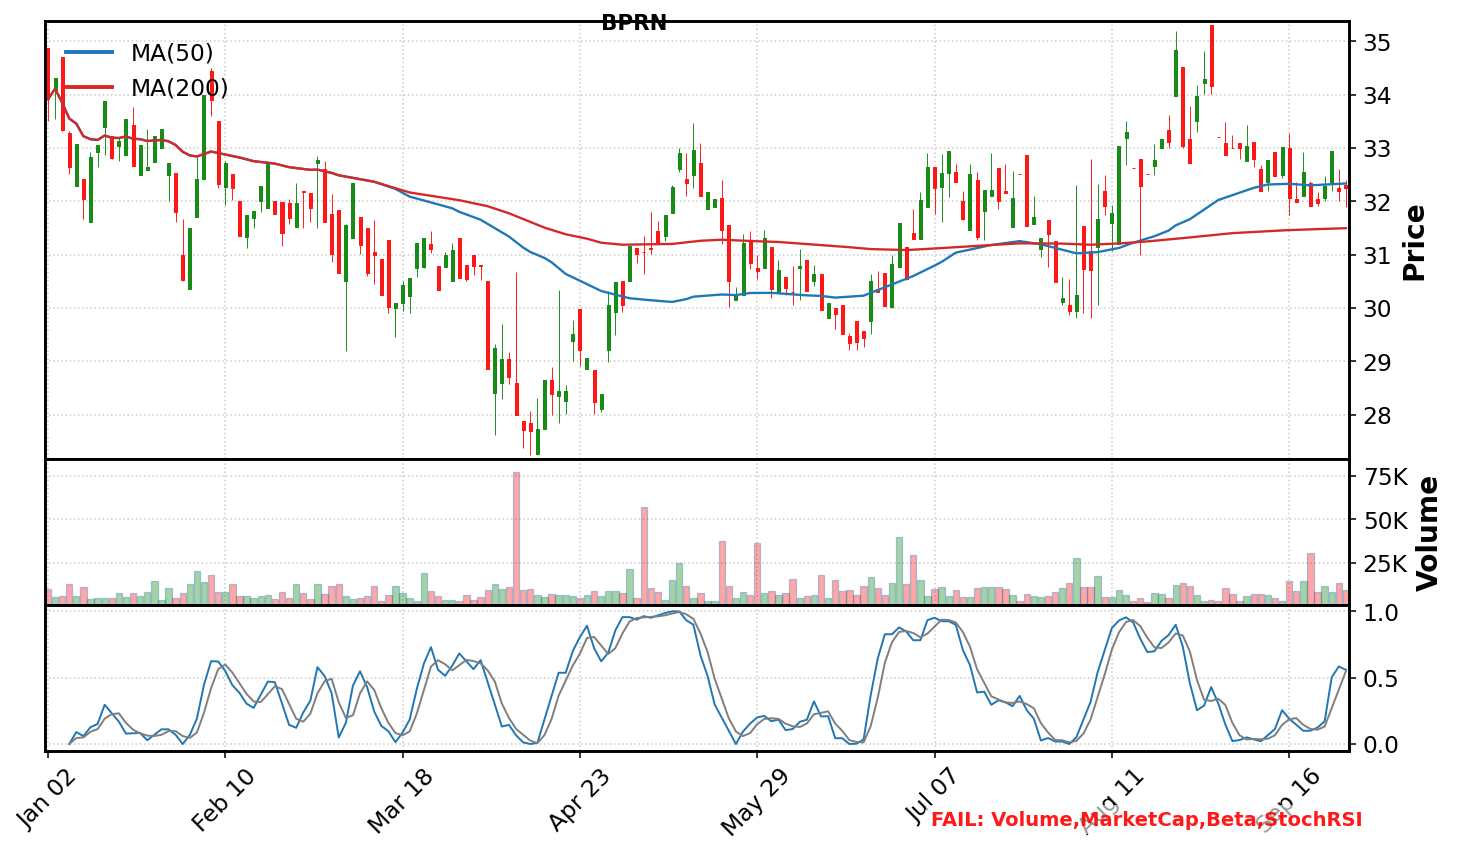 BPRN
MA(50)
MA(200)
35
34
33
32
31
30
29
28
Price
75K
50K
25K
Volume
1.0
0.5
0.0
Jan 02
Feb 10
Mar 18
Apr 23
May 29
Jul 07
Aug 11
Sep 16
FAIL: Volume,MarketCap,Beta,StochRSI